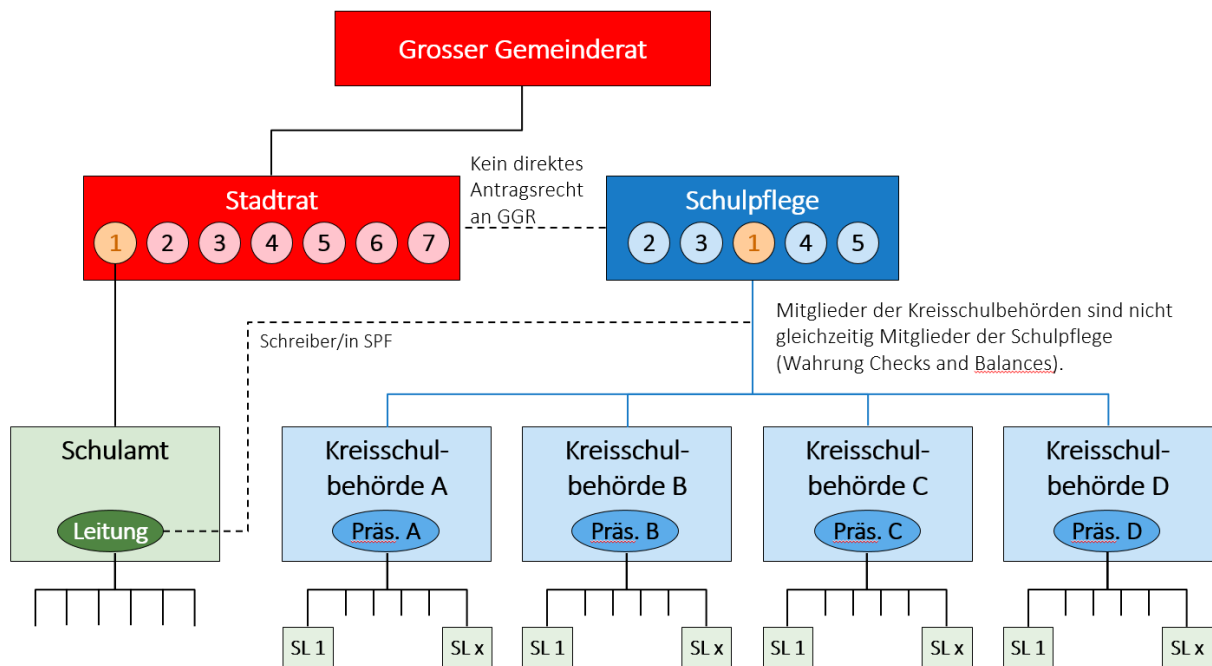 Grosser Gemeinderat
Stadtrat
1 2 3 4 5 6 7
Kein direktes
Antragsrecht
an GGR
Schulpflege
2 3 1 4 5
Schreiber/in SPF
Mitglieder der Kreisschulbehörden sind nicht
gleichzeitig Mitglieder der Schulpflege
(Wahrung Checks and Balances).
Schulamt
Leitung
Kreisschul-
behörde A
Präs. A
Kreisschul-
behörde B
Präs. B
Kreisschul-
behörde C
Präs. C
Kreisschul-
behörde D
Präs. D
SL 1
SL x
SL 1
SL x
SL 1
SL x
SL 1
SL x